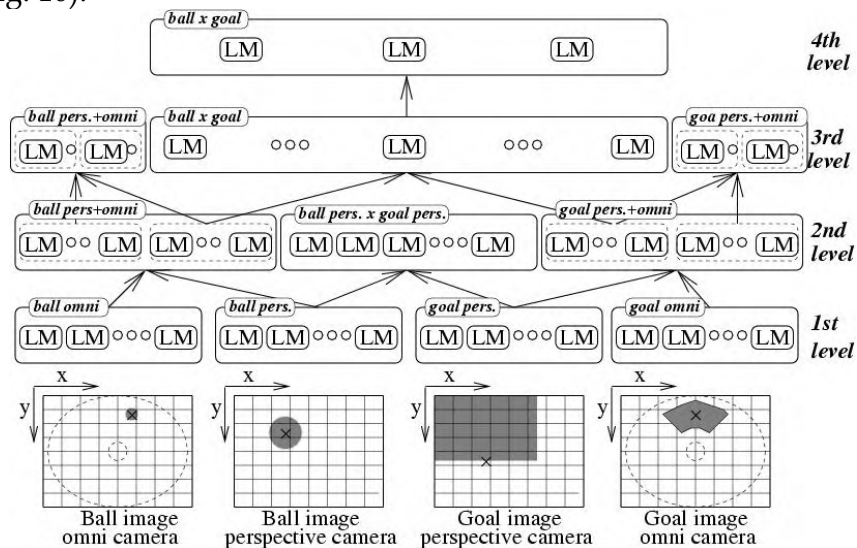 ball x goal
LM LM LM
4th
level
ball pers.+omni
ball x goal
goa pers.+omni
LM LM
LM LM LM
LM LM
3rd
level
ball pers+omni
ball pers. x goal pers.
goal pers.+omni
LM LM LM LM
LM LM LM LM
LM LM LM LM
2nd
level
ball omni
ball pers.
goal pers.
goal omni
LM LM LM
LM LM LM
LM LM LM
LM LM LM
1st
level
x
y
x
y
x
y
x
y
Ball image
omni camera
Ball image
perspective camera
Goal image
perspective camera
Goal image
omni camera